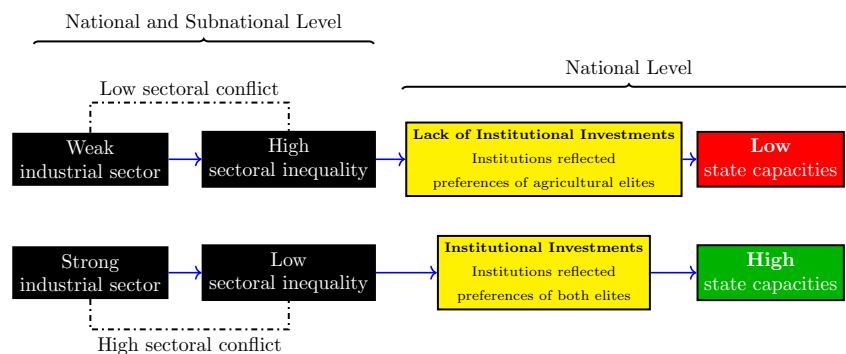 National and Subnational Level
National Level
Low sectoral conflict
Weak
industrial sector
High
sectoral inequality
Lack of Institutional Investments
Institutions reflected
preferences of agricultural elites
Low
state capacities
Strong
industrial sector
Low
sectoral inequality
Institutional Investments
Institutions reflected
preferences of both elites
High
state capacities
High sectoral conflict